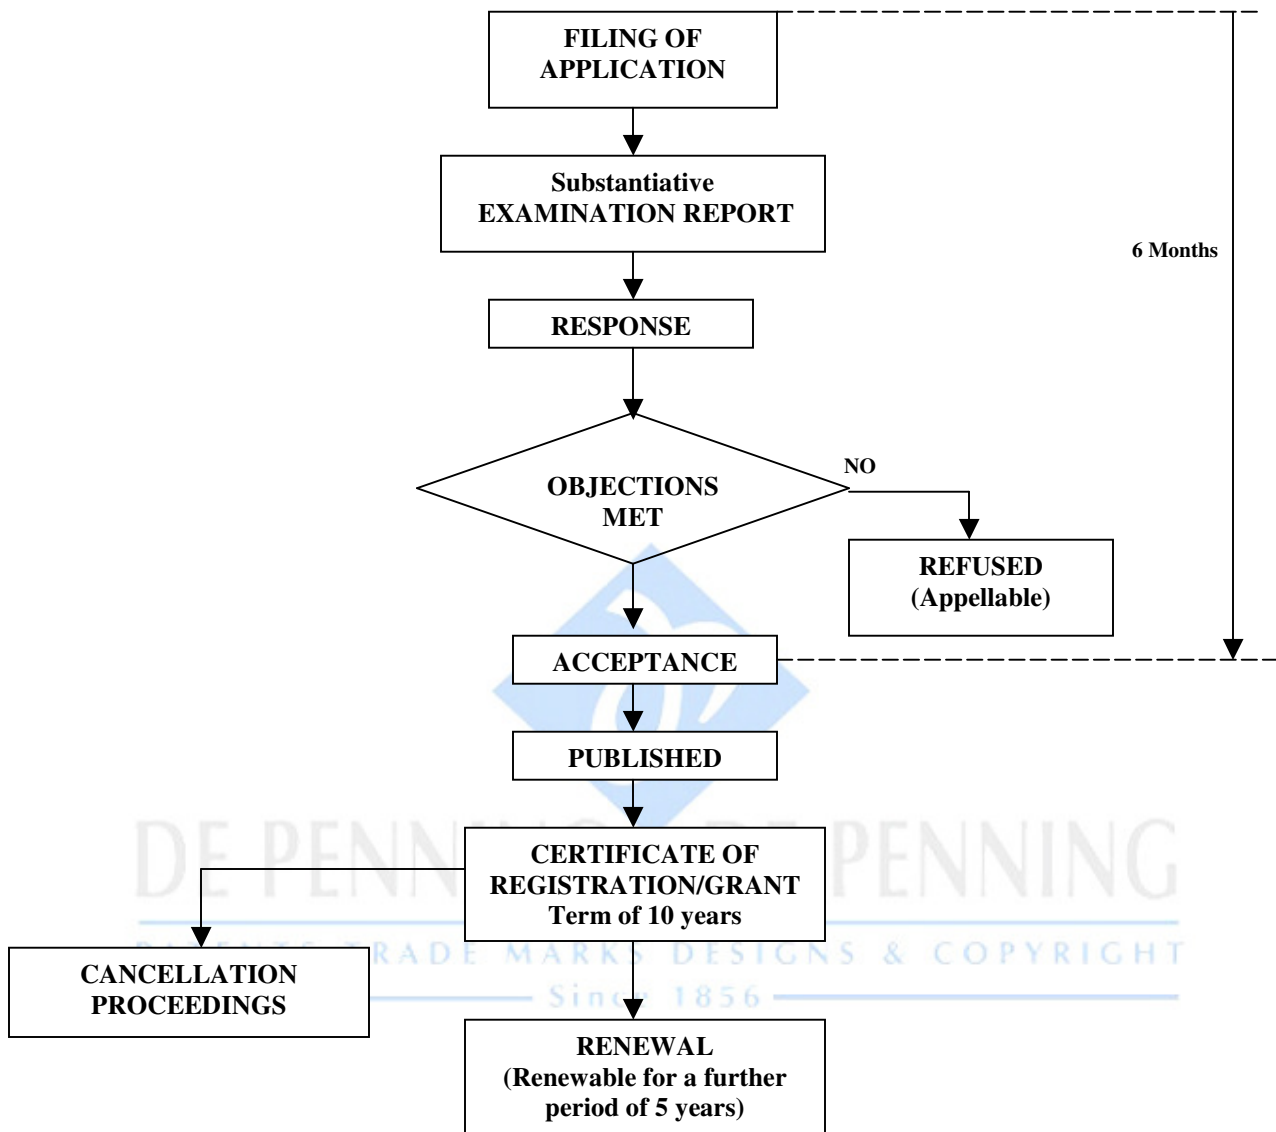 FILING OF
APPLICATION
Substantiative
EXAMINATION REPORT
6 Months
RESPONSE
OBJECTIONS
MET
NO
REFUSED
(Appellable)
ACCEPTANCE
PUBLISHED
CERTIFICATE OF
REGISTRATION/GRANT
Term of 10 years
CANCELLATION
PROCEEDINGS
RENEWAL
(Renewable for a further
period of 5 years)
DE PENNING DE PENNING
PATENTS TRADE MARKS DESIGNS & COPYRIGHT
Since 1856